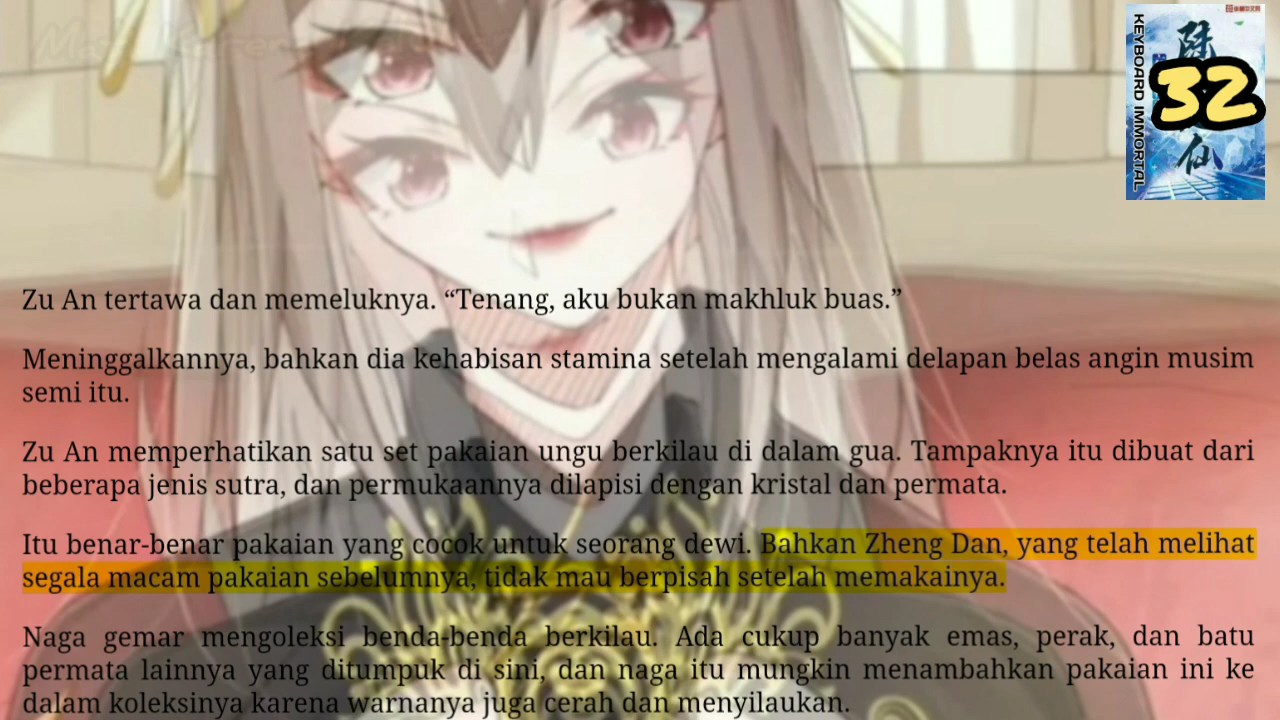 陆
仙
KEYBOARD IMMORTAL
32
Zu An tertawa dan memeluknya. “Tenang, aku bukan makhluk buas.”
Meninggalkannya, bahkan dia kehabisan stamina setelah mengalami delapan belas angin musim
semi itu.
Zu An memperhatikan satu set pakaian ungu berkilau di dalam gua. Tampaknya itu dibuat dari
beberapa jenis sutra, dan permukaannya dilapisi dengan kristal dan permata.
Itu benar-benar pakaian yang cocok untuk seorang dewi. Bahkan Zheng Dan, yang telah melihat
segala macam pakaian sebelumnya, tidak mau berpisah setelah memakainya.
Naga gemar mengoleksi benda-benda berkilau. Ada cukup banyak emas, perak, dan batu
permata lainnya yang ditumpuk di sini, dan naga itu mungkin menambahkan pakaian ini ke
dalam koleksinya karena warnanya juga cerah dan menyilaukan.